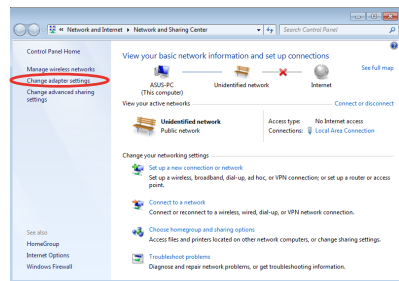 « Network and Internet ▸ Network and Sharing Center
Search Control Panel
Control Panel Home
Manage wireless networks
Change adapter settings
Change advanced sharing
settings
See also
HomeGroup
Internet Options
Windows Firewall
View your basic network information and set up connections
See full map
ASUS-PC
(This computer)
Unidentified network
Internet
View your active networks
Connect or disconnect
Unidentified network
Public network
Access type: No Internet access
Connections: Local Area Connection
Change your networking settings
Set up a new connection or network
Set up a wireless, broadband, dial-up, ad hoc, or VPN connection; or set up a router or access
point.
Connect to a network
Connect or reconnect to a wireless, wired, dial-up, or VPN network connection.
Choose homegroup and sharing options
Access files and printers located on other network computers, or change sharing settings.
Troubleshoot problems
Diagnose and repair network problems, or get troubleshooting information.